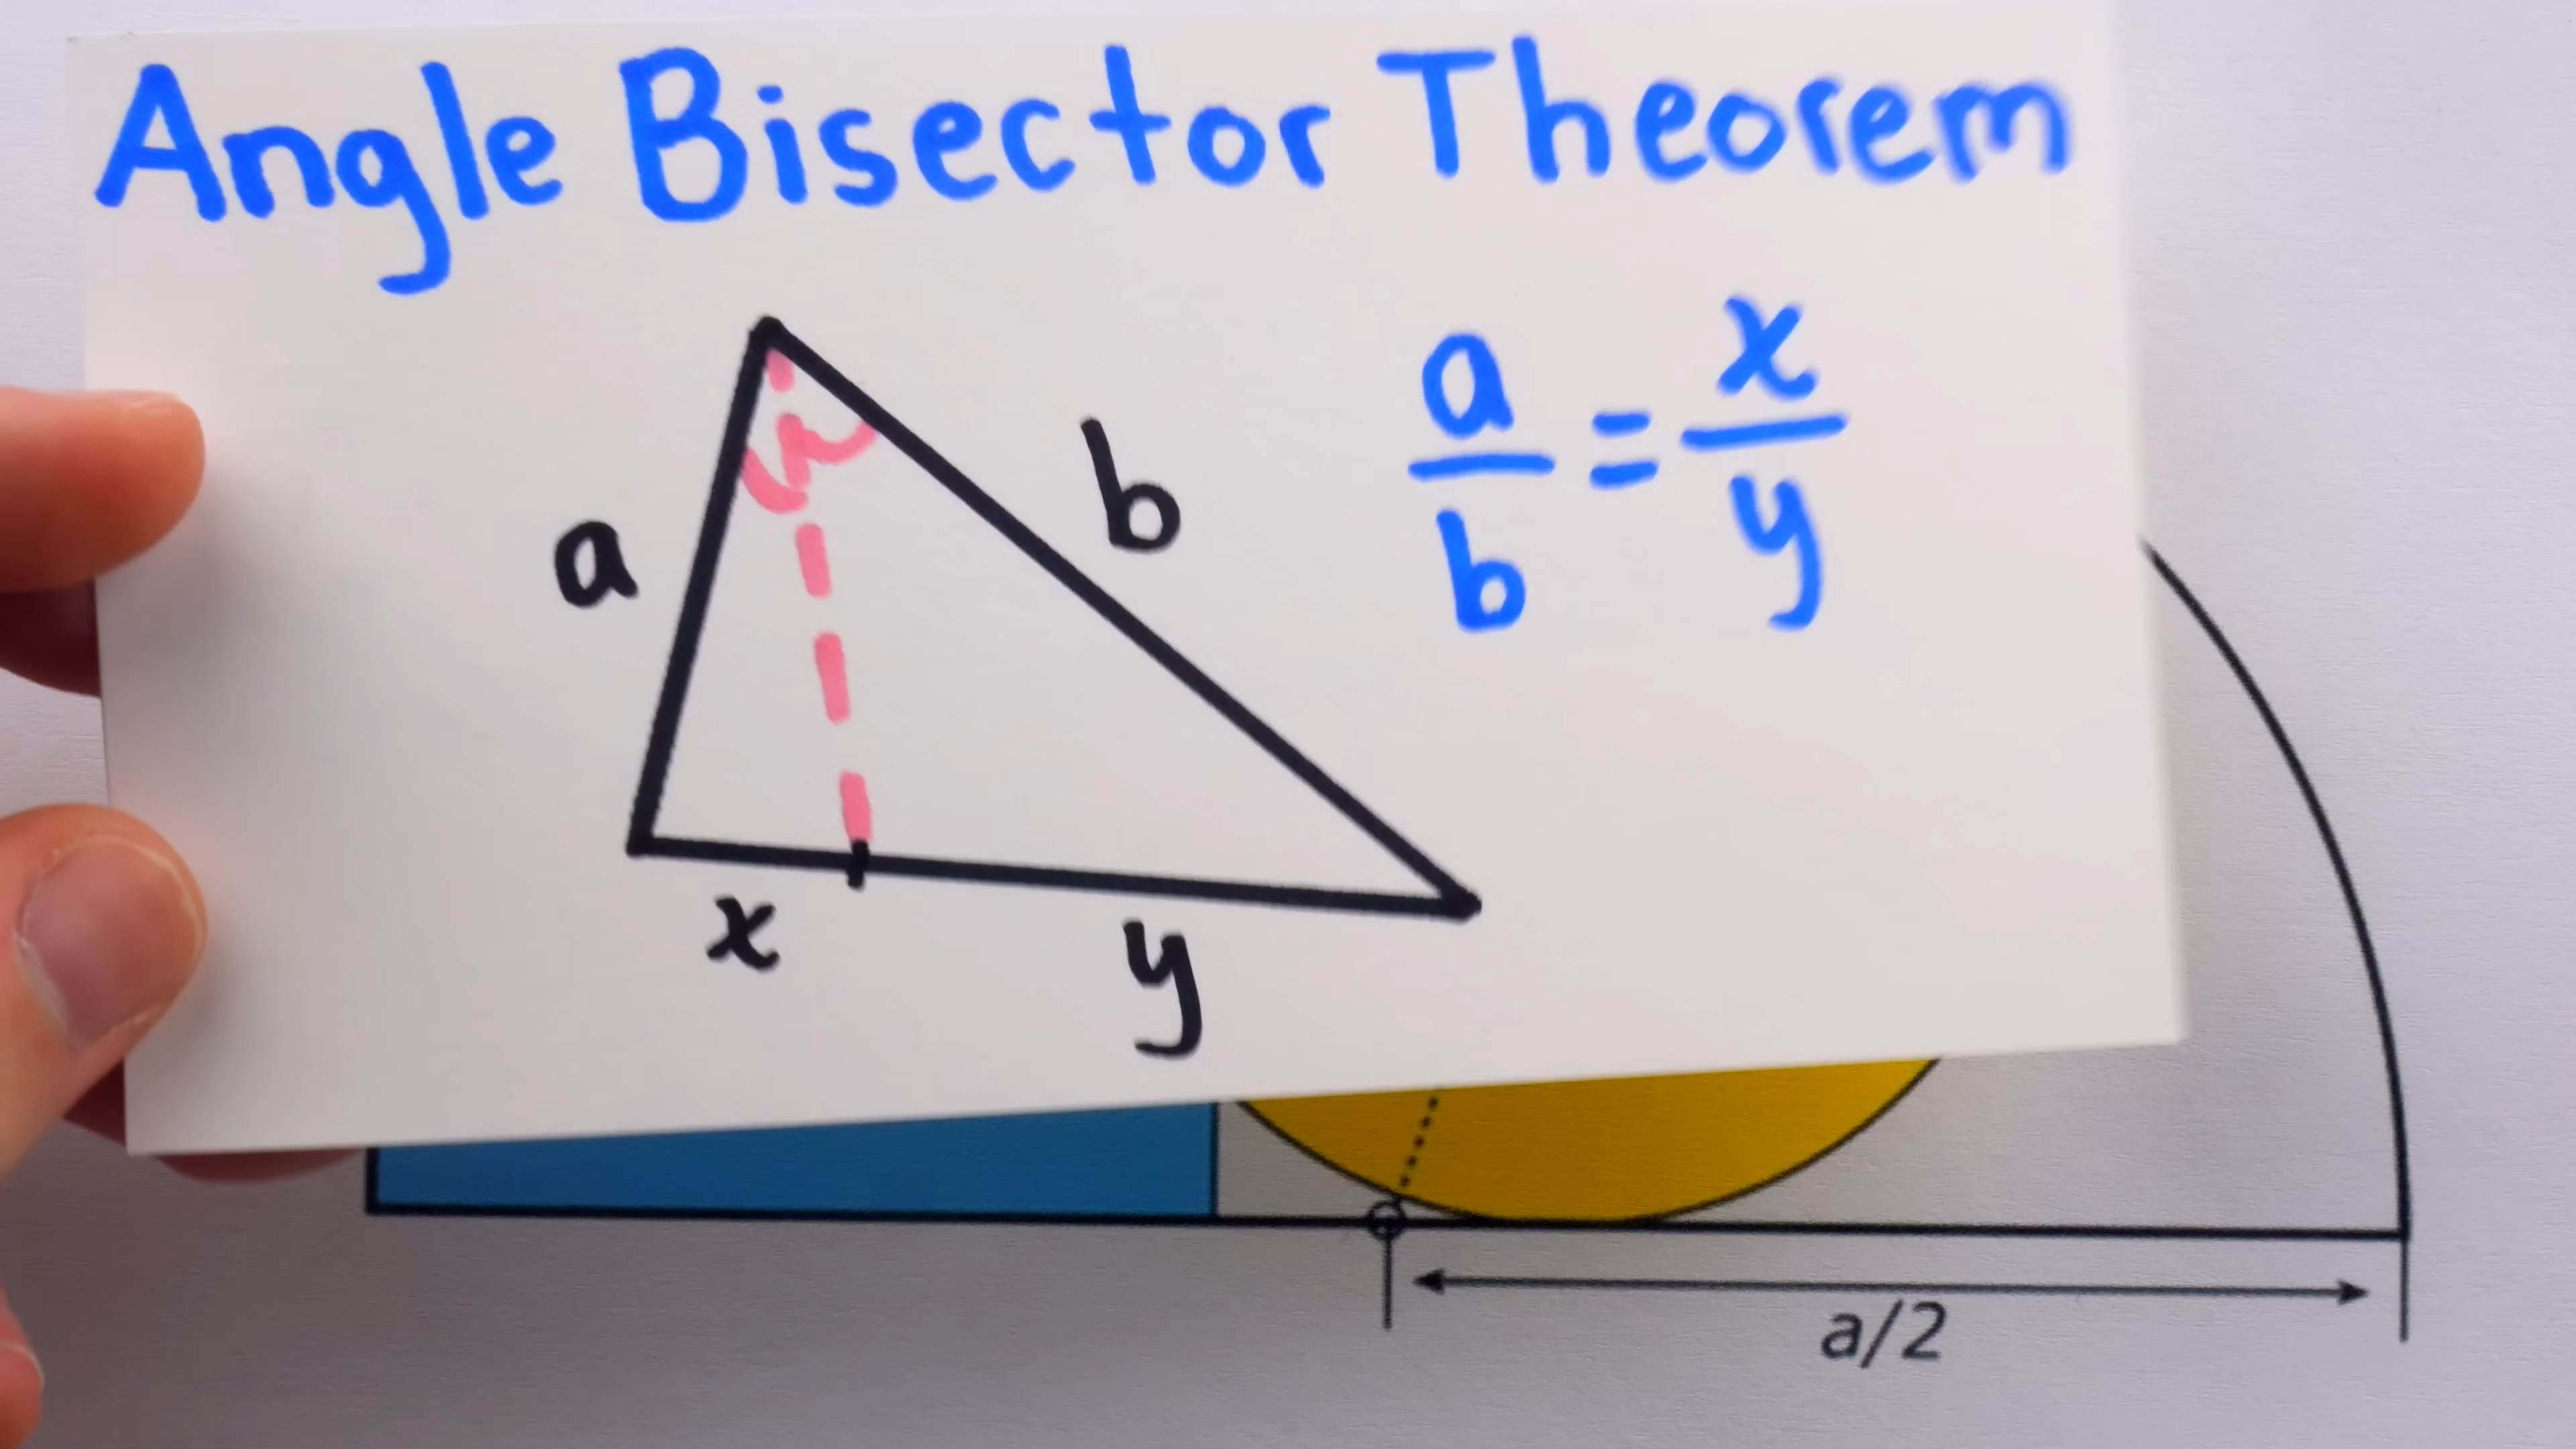 Angle Bisector Theorem
a/b = x/y
a
b
x
y
a/2